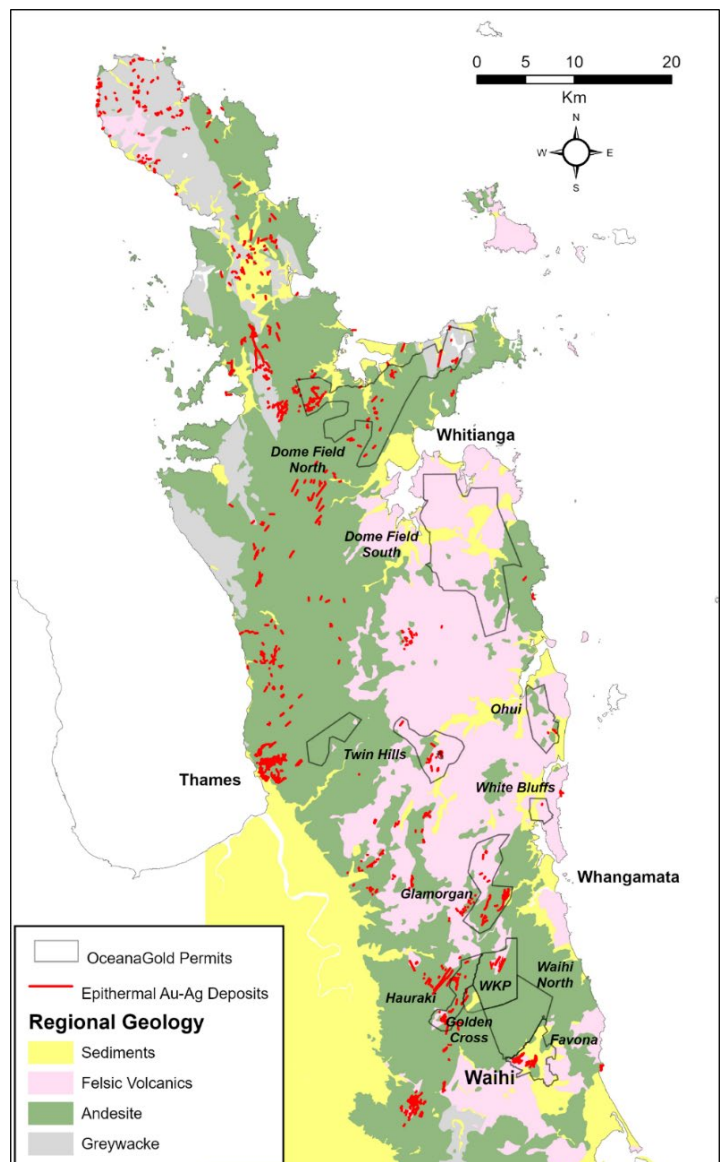 0 5 10 20
Km
N
W E
S
Whitianga
Dome Field
North
Dome Field
South
Ohui
Twin Hills
Thames
White Bluffs
Whangamata
Glamorgan
Waihi
North
WKP
Hauraki
Golden
Cross
Favona
Waihi
OceanaGold Permits
Epithermal Au-Ag Deposits
Regional Geology
Sediments
Felsic Volcanics
Andesite
Greywacke